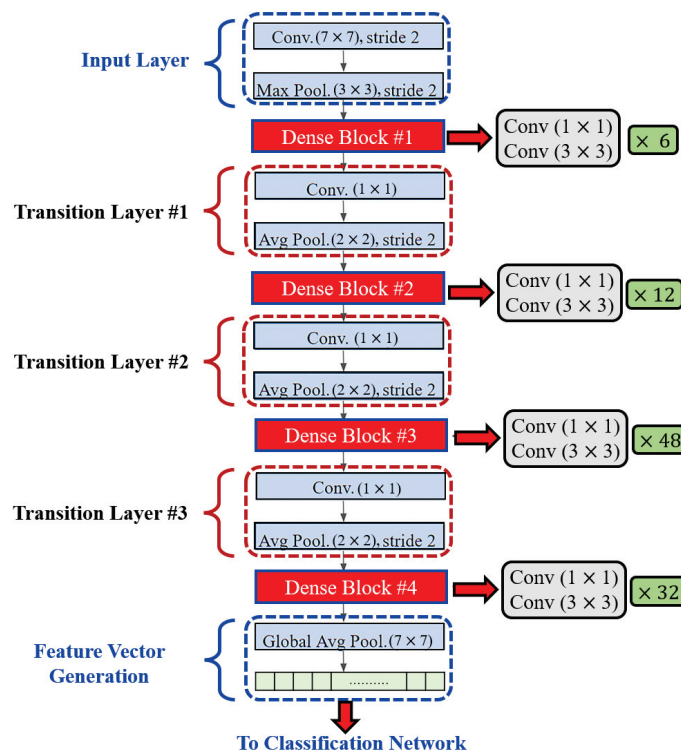 Conv.(7 × 7), stride 2
Input Layer
Max Pool.(3 × 3), stride 2
Dense Block #1
Conv (1 × 1)
Conv (3 × 3)
× 6
Conv. (1 × 1)
Transition Layer #1
Avg Pool.(2 × 2), stride 2
Dense Block #2
Conv (1 × 1)
Conv (3 × 3)
× 12
Conv. (1 × 1)
Transition Layer #2
Avg Pool.(2 × 2), stride 2
Dense Block #3
Conv (1 × 1)
Conv (3 × 3)
× 48
Conv. (1 × 1)
Transition Layer #3
Avg Pool.(2 × 2), stride 2
Dense Block #4
Conv (1 × 1)
Conv (3 × 3)
× 32
Global Avg Pool.(7 × 7)
Feature Vector
Generation
..........
To Classification Network